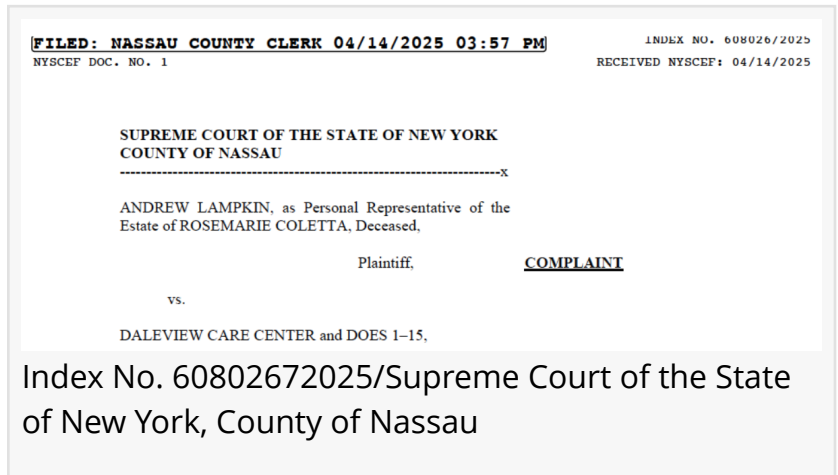 FILED: NASSAU COUNTY CLERK 04/14/2025 03:57 PM
INDEX NO. 608026/2025
NYSCEF DOC. NO. 1
RECEIVED NYSCEF: 04/14/2025
SUPREME COURT OF THE STATE OF NEW YORK
COUNTY OF NASSAU
------------------------------------------------------------------------x
ANDREW LAMPKIN, as Personal Representative of the
Estate of ROSEMARIE COLETTA, Deceased,
Plaintiff,
COMPLAINT
vs.
DALEVIEW CARE CENTER and DOES 1–15,
Index No. 60802672025/Supreme Court of the State
of New York, County of Nassau